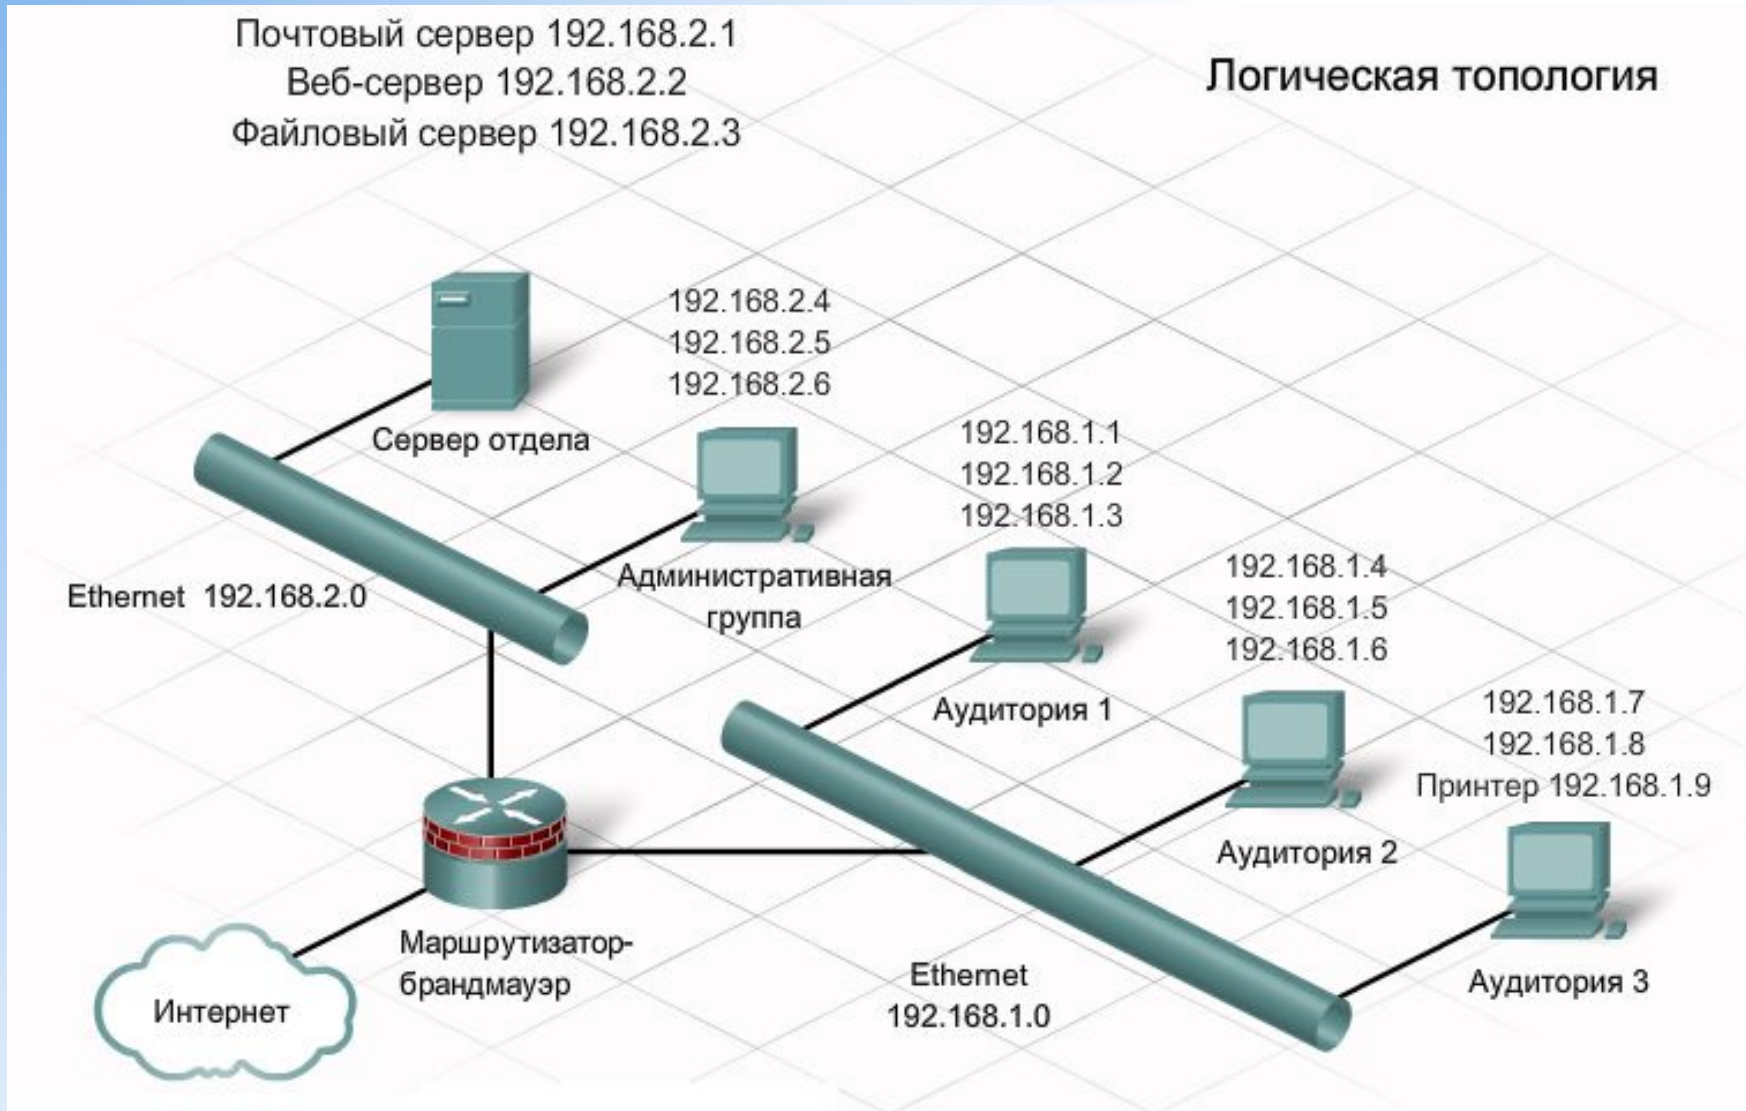 Почтовый сервер 192.168.2.1
Веб-сервер 192.168.2.2
Файловый сервер 192.168.2.3
Логическая топология
192.168.2.4
192.168.2.5
192.168.2.6
Сервер отдела
192.168.1.1
192.168.1.2
192.168.1.3
Ethernet 192.168.2.0
Административная
группа
192.168.1.4
192.168.1.5
192.168.1.6
Аудитория 1
192.168.1.7
192.168.1.8
Принтер 192.168.1.9
Аудитория 2
Маршрутизатор-
брандмауэр
Ethernet
192.168.1.0
Аудитория 3
Интернет